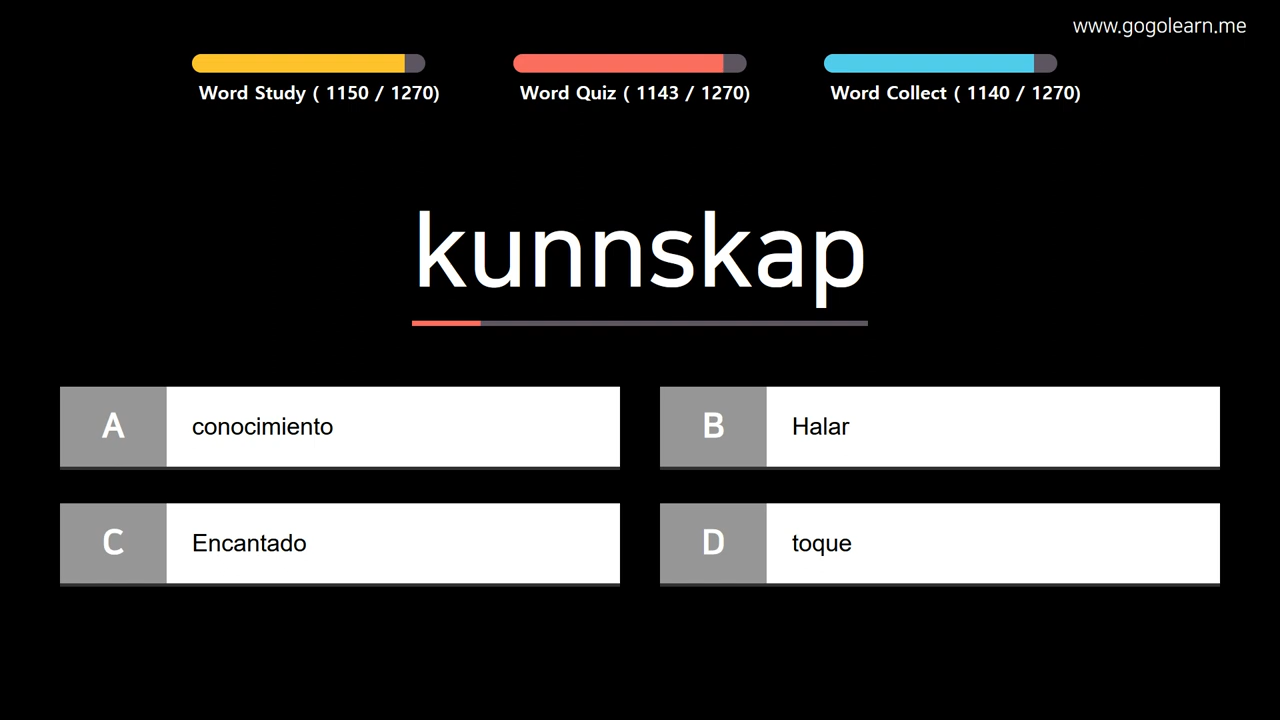 www.gogolearn.me
Word Study ( 1150 / 1270)
Word Quiz ( 1143 / 1270)
Word Collect ( 1140 / 1270)
kunnskap
A conocimiento
B Halar
C Encantado
D toque